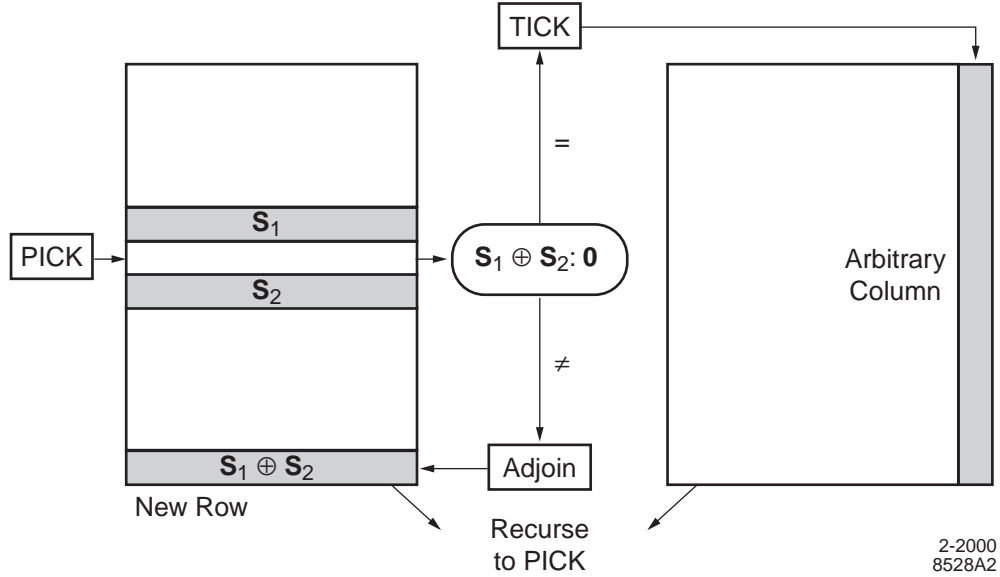 TICK
=
S₁
PICK
S₁ ⊕ S₂: 0
S₂
Arbitrary
Column
≠
S₁ ⊕ S₂
Adjoin
New Row
Recurse
to PICK
2-2000
8528A2